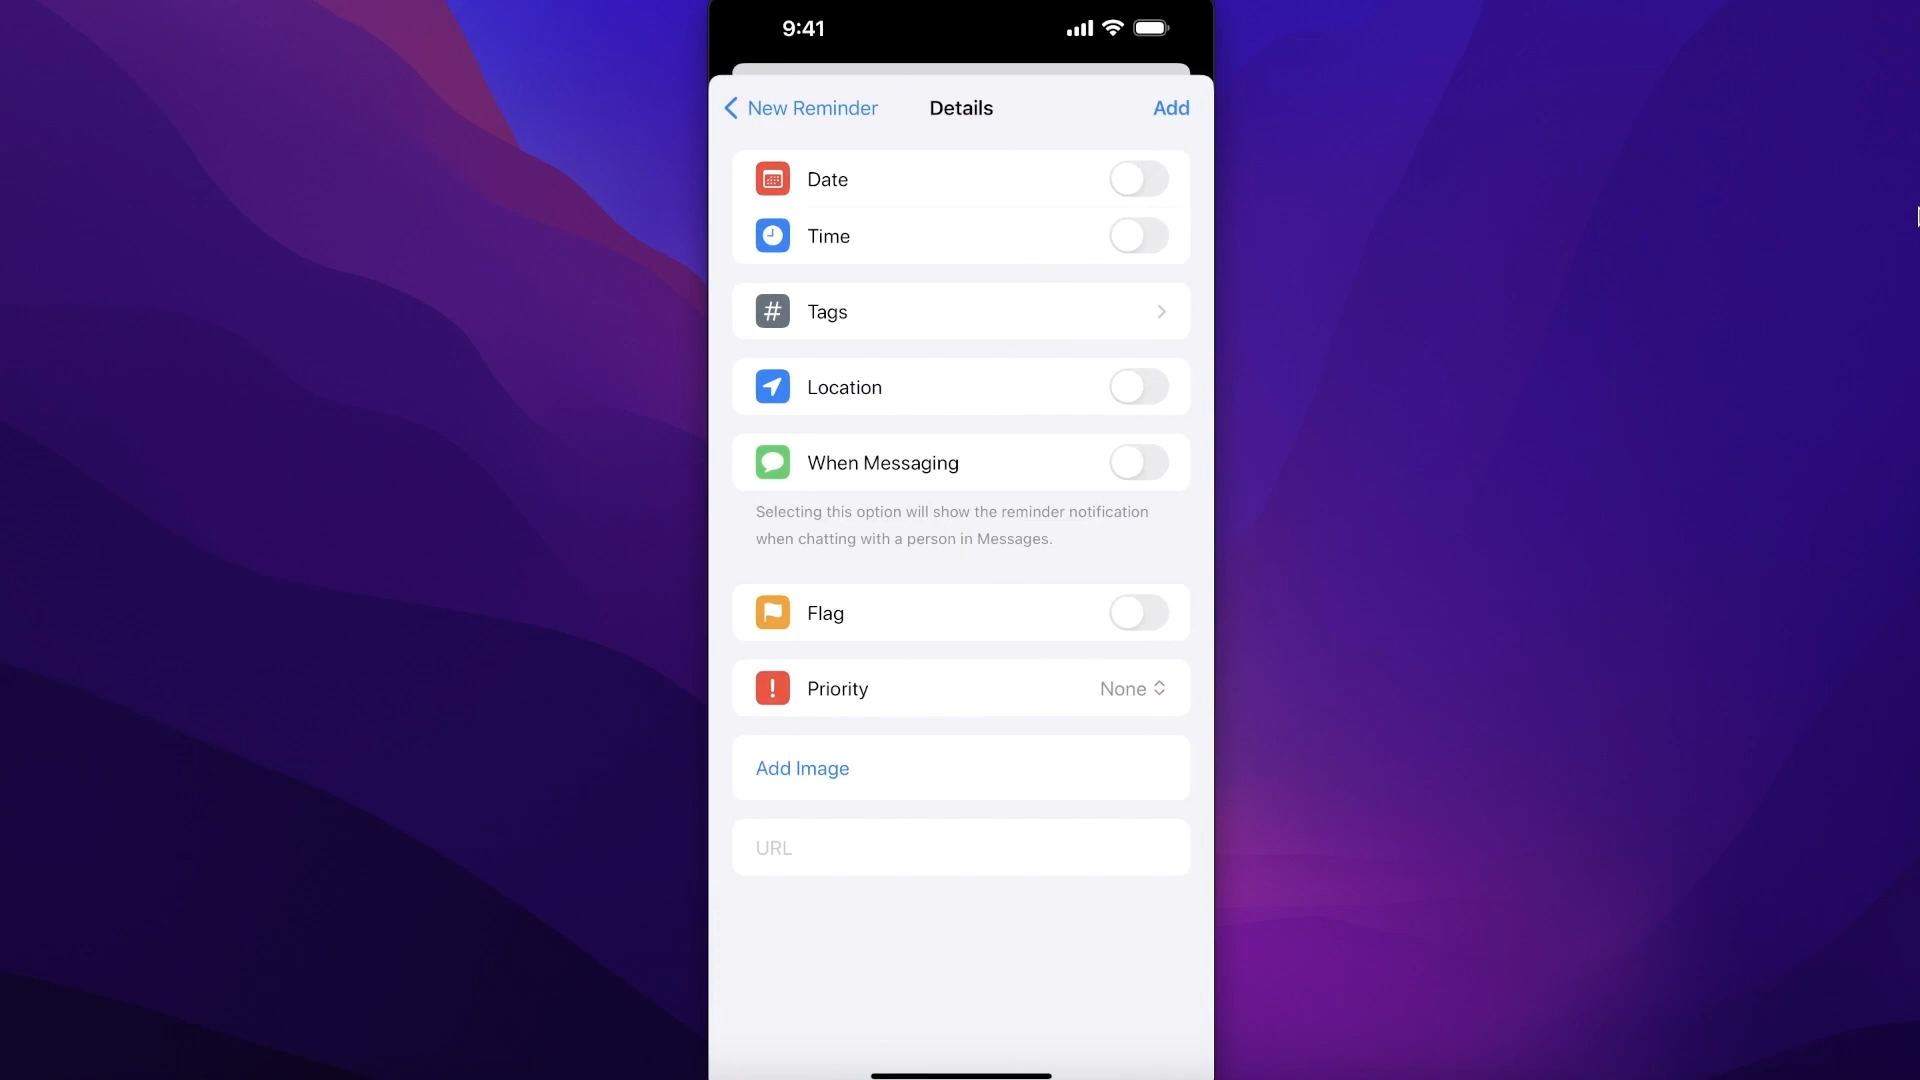 9:41
New Reminder
Details
Add
Date
Time
Tags
Location
When Messaging
Selecting this option will show the reminder notification
when chatting with a person in Messages.
Flag
Priority
None
Add Image
URL